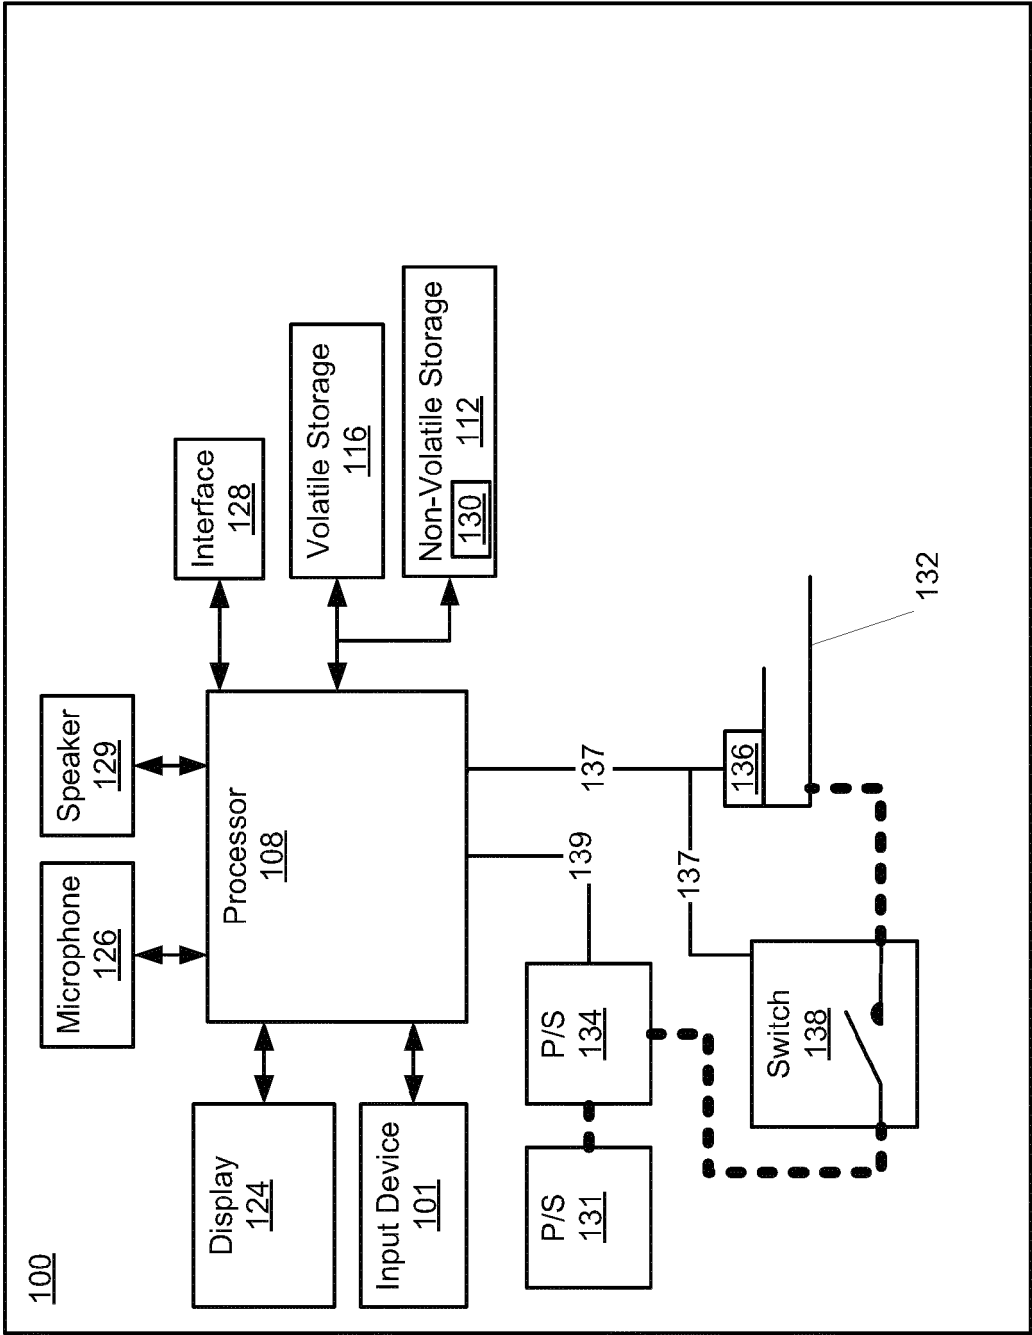 100
Display
124
Input Device
101
Microphone
126
Speaker
129
Processor
108
Interface
128
Volatile Storage
116
Non-Volatile Storage
112
130
P/S
131
P/S
134
139
137
137
136
132
Switch
138